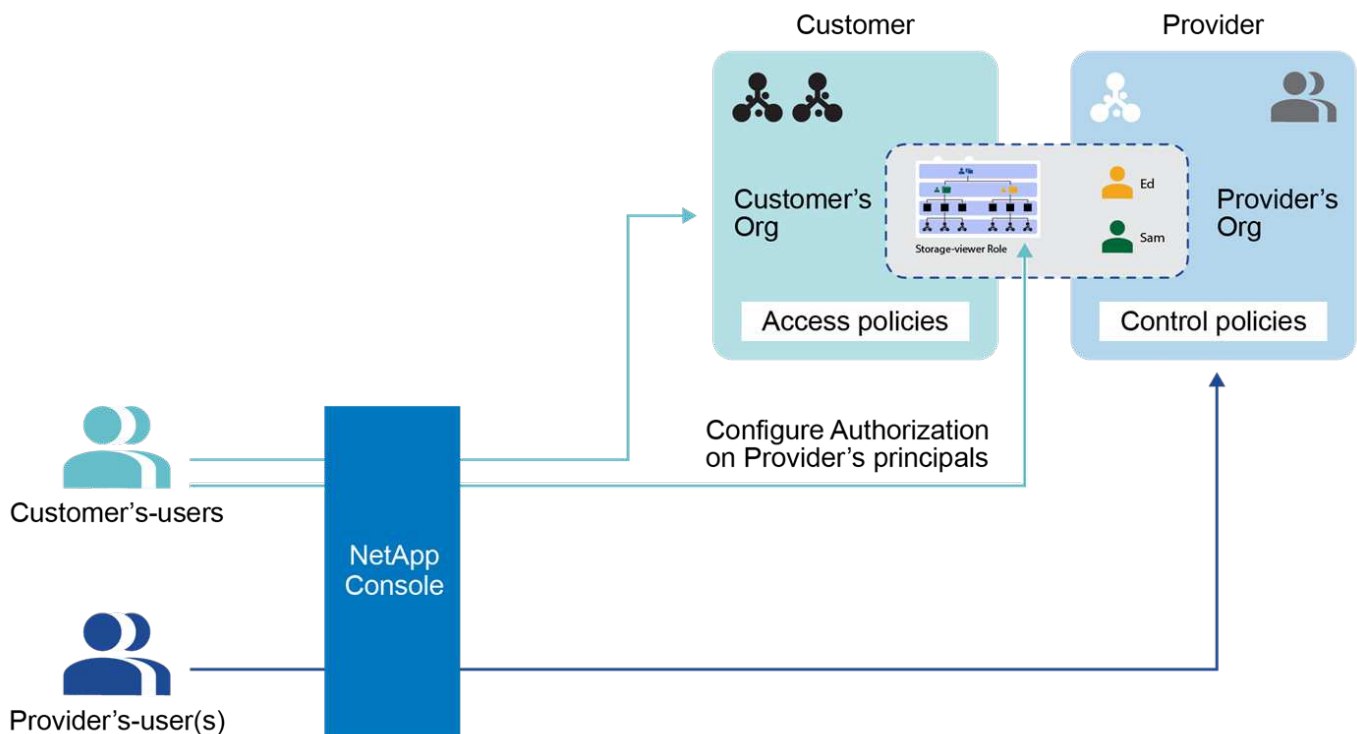 Customer
Provider
Customer’s
Org
Provider’s
Org
Ed
Sam
Storage-viewer Role
Access policies
Control policies
Configure Authorization
on Provider’s principals
Customer’s-users
NetApp
Console
Provider’s-user(s)